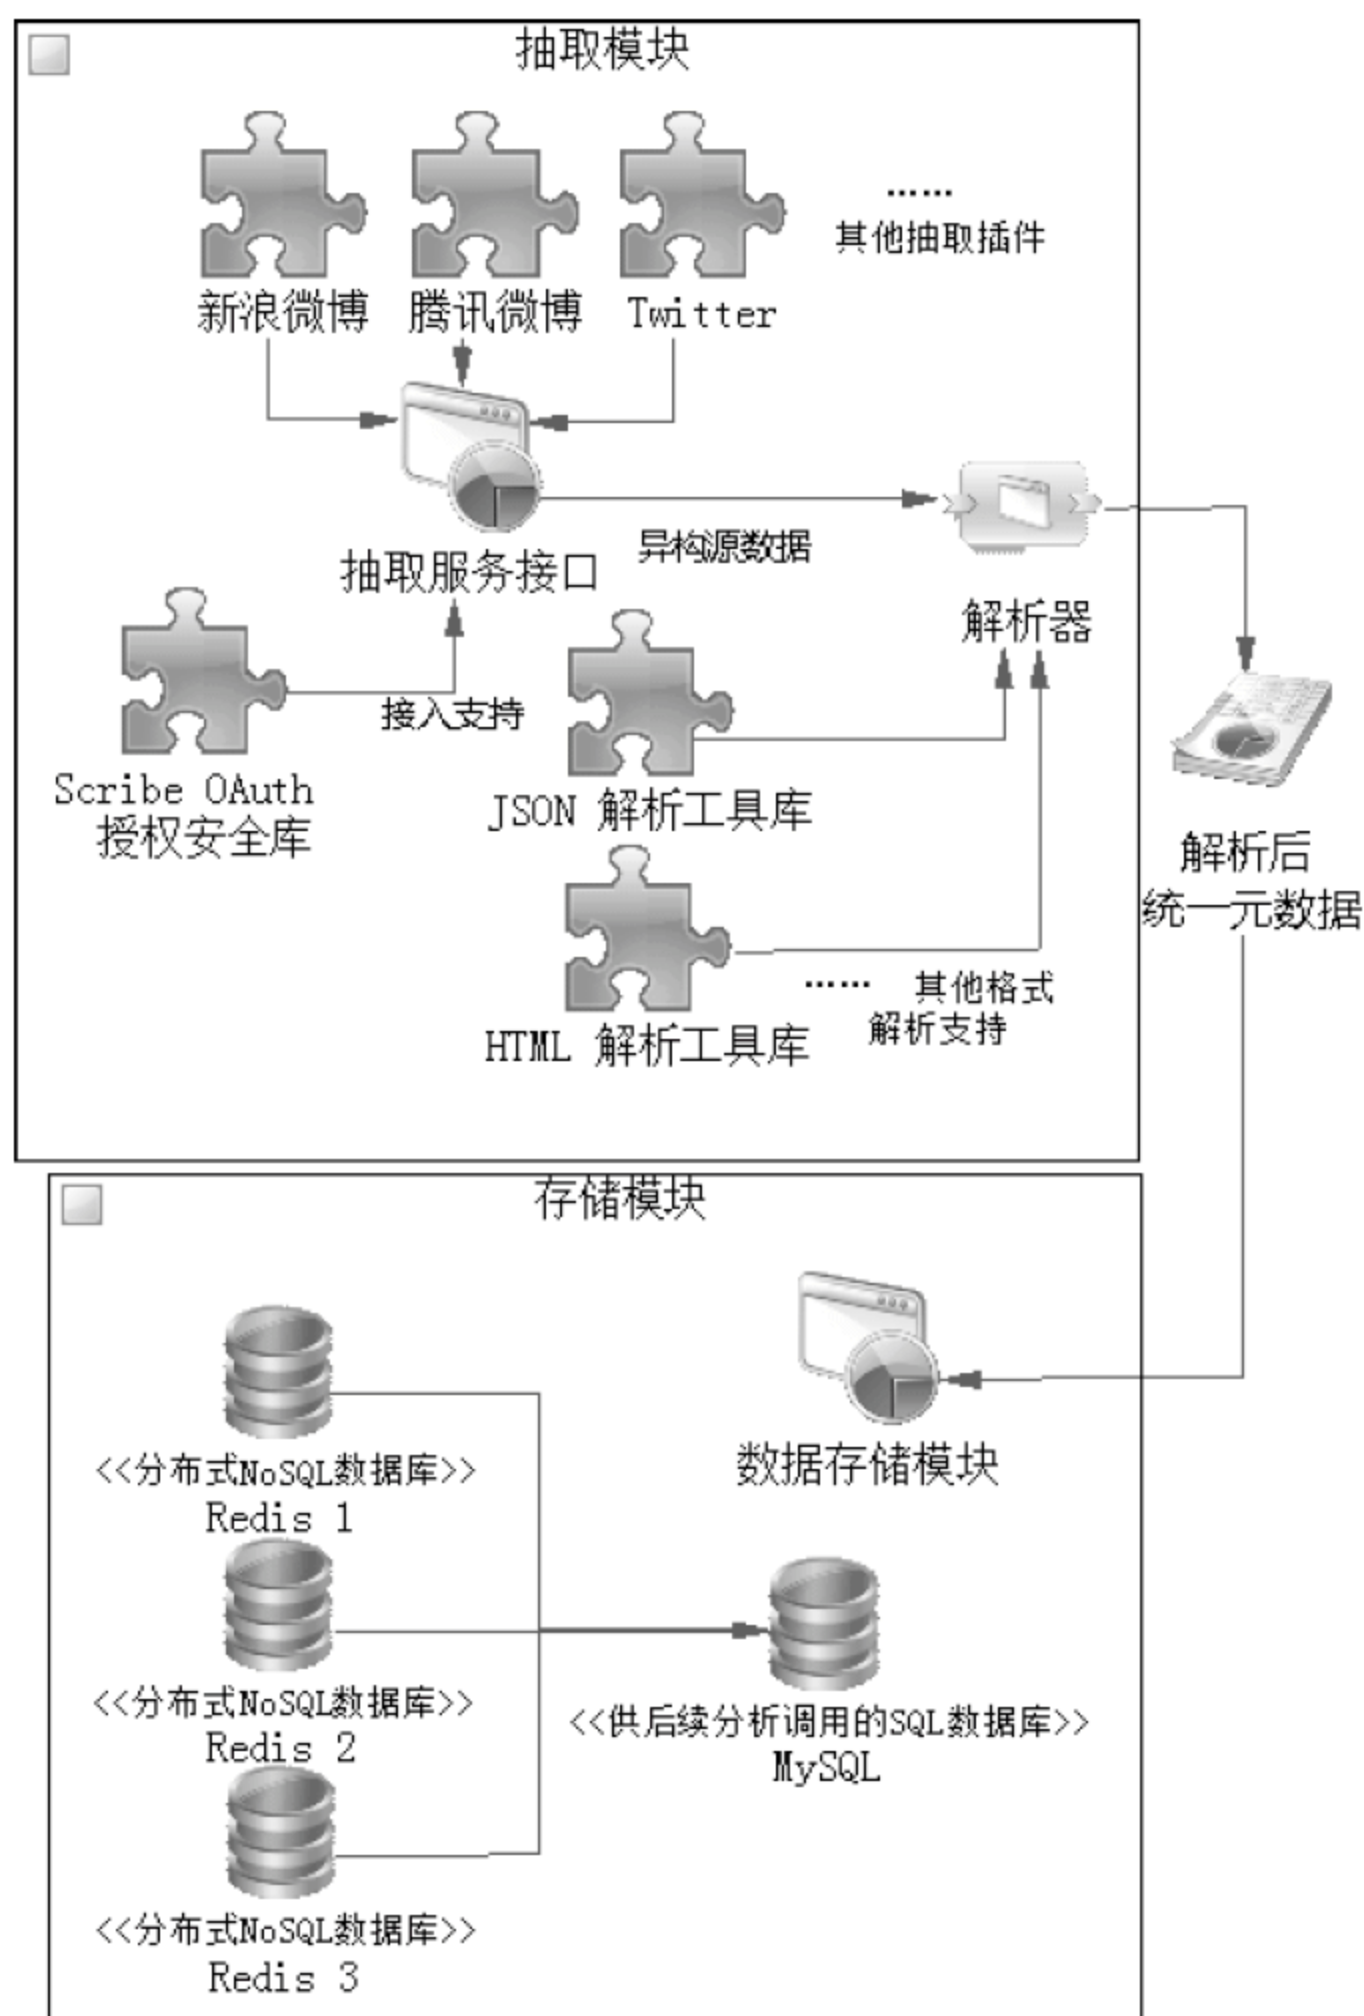 抽取模块
……
其他抽取插件
新浪微博
腾讯微博
Twitter
异构源数据
抽取服务接口
解析器
接入支持
Scribe OAuth
授权安全库
JSON 解析工具库
解析后
统一元数据
…… 其他格式
解析支持
HTML 解析工具库
存储模块
数据存储模块
<<分布式NoSQL数据库>>
Redis 1
<<分布式NoSQL数据库>>
Redis 2
<<供后续分析调用的SQL数据库>>
MySQL
<<分布式NoSQL数据库>>
Redis 3